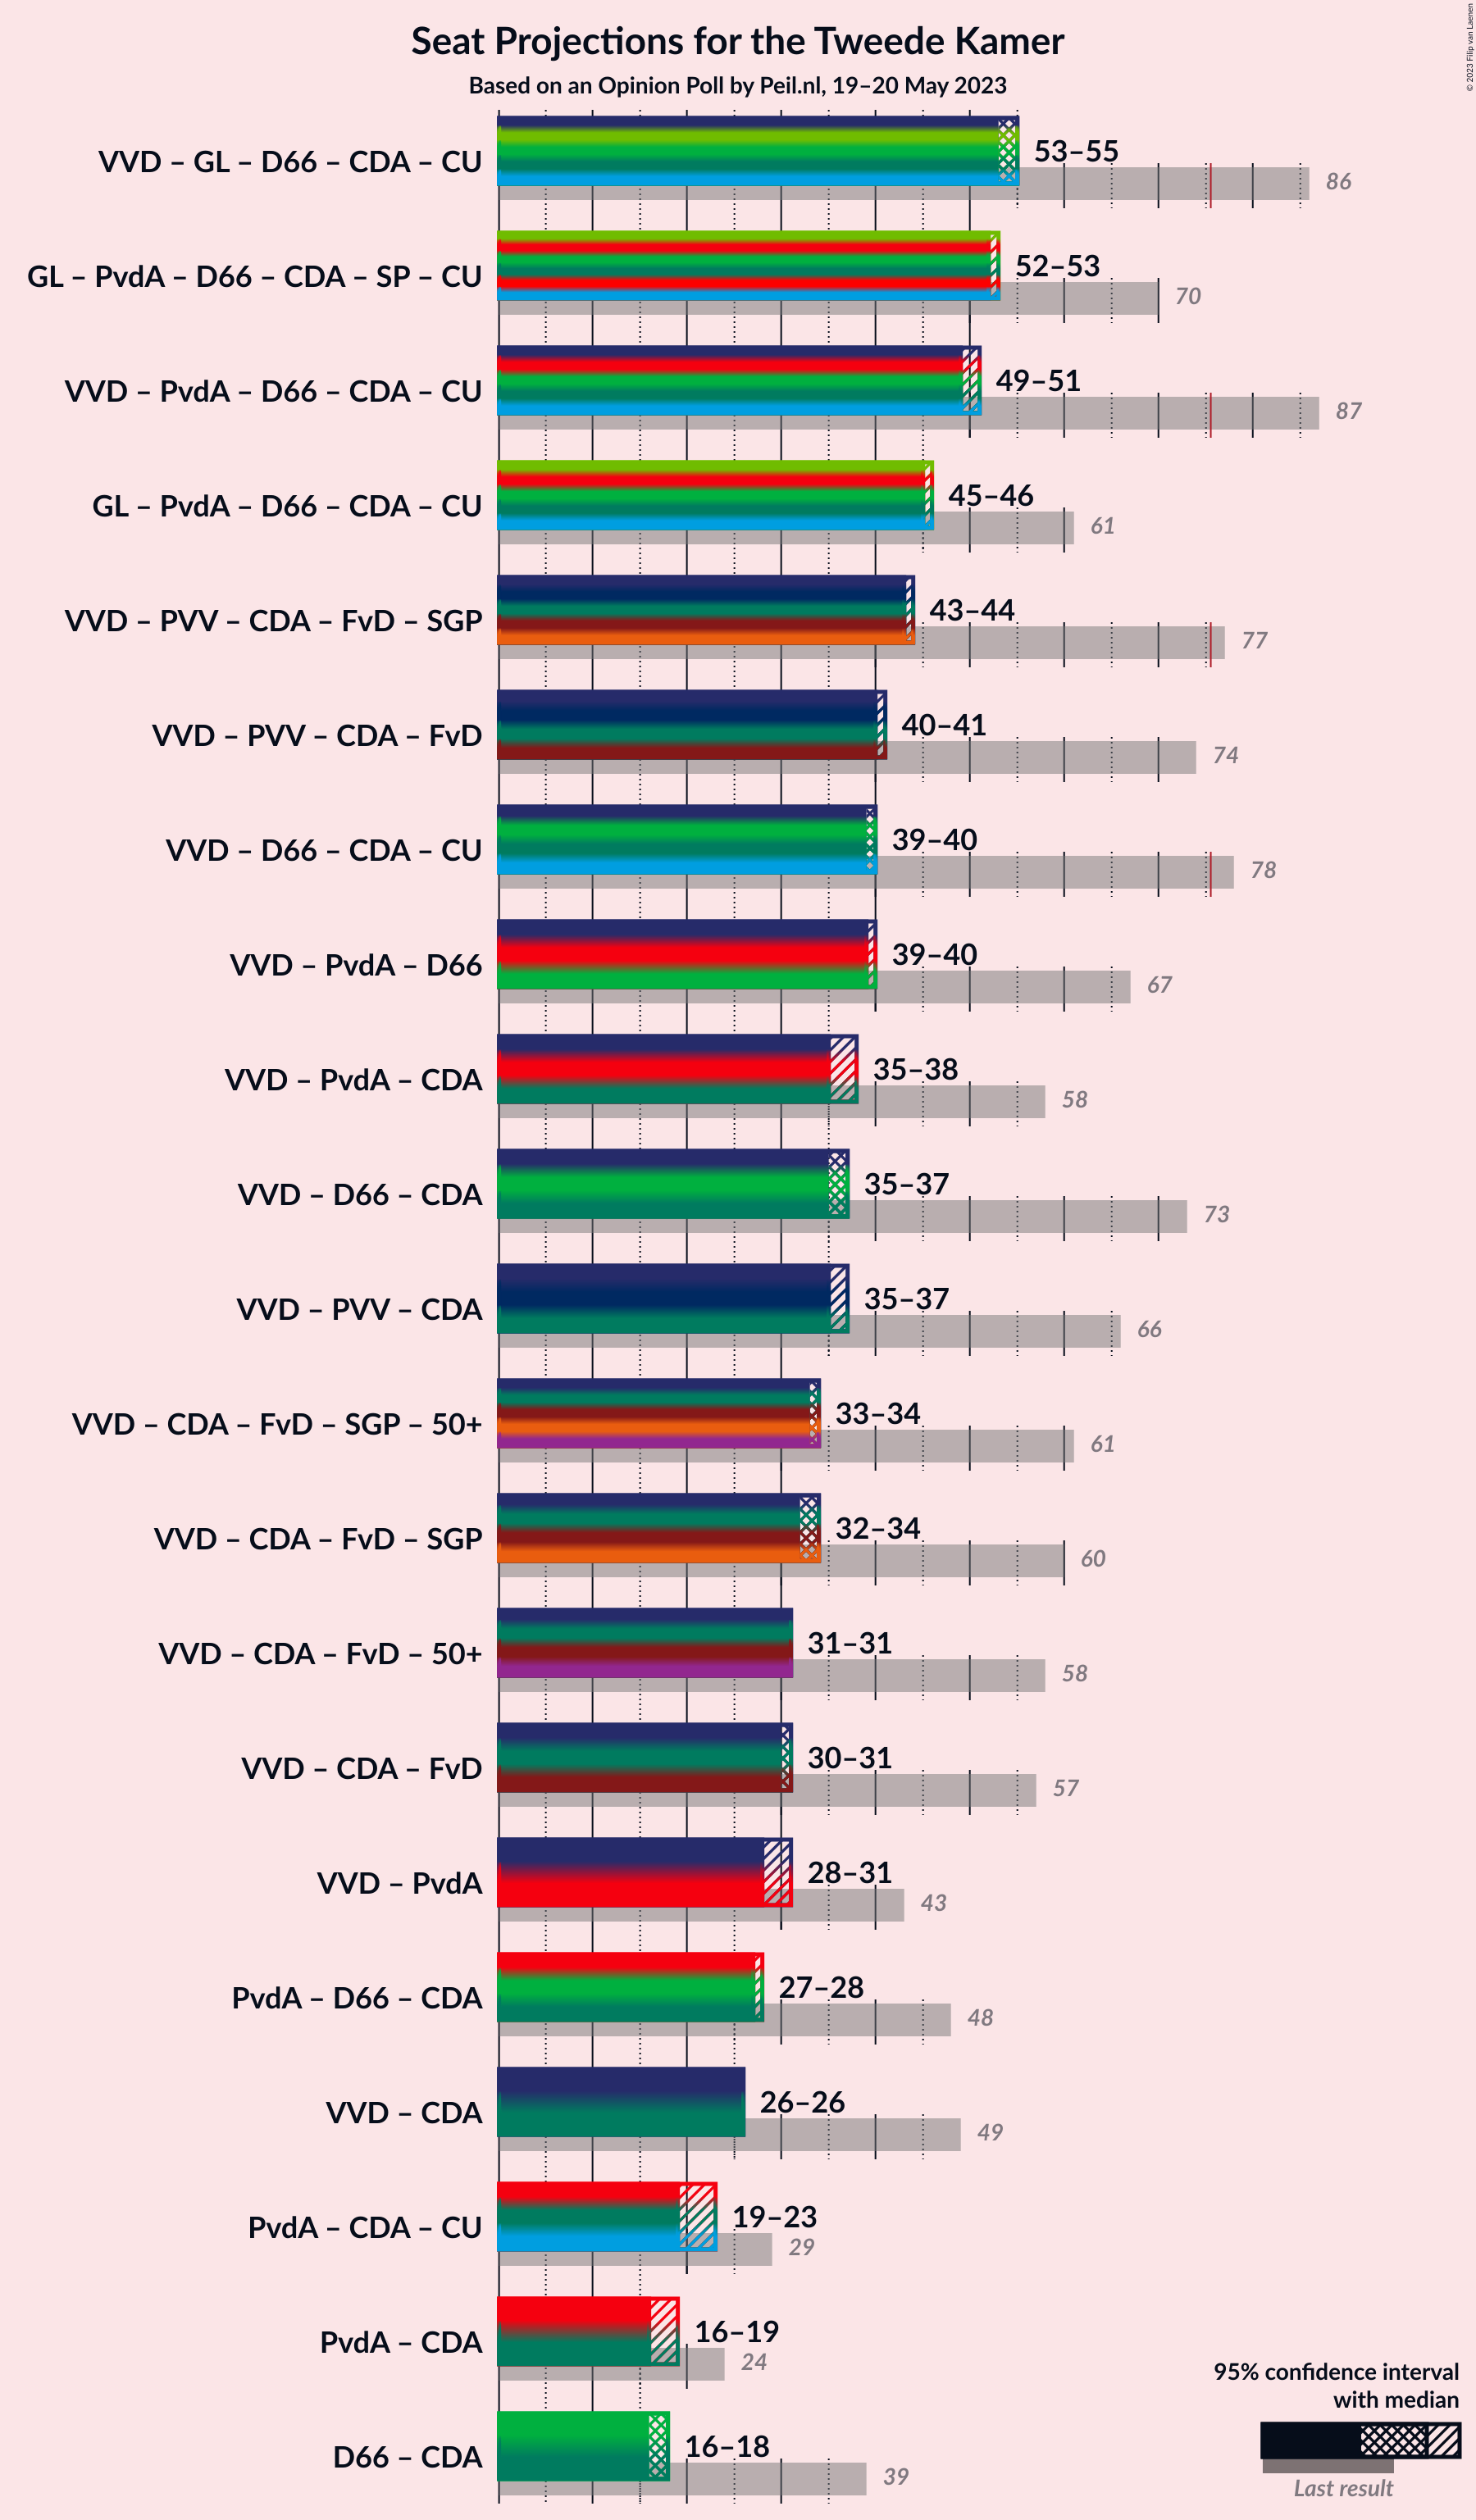 Seat Projections for the Tweede Kamer
Based on an Opinion Poll by Peil.nl, 19–20 May 2023
© 2023 Filip van Laenen
VVD – GL – D66 – CDA – CU
53–55
86
GL – PvdA – D66 – CDA – SP – CU
52–53
70
VVD – PvdA – D66 – CDA – CU
49–51
87
GL – PvdA – D66 – CDA – CU
45–46
61
VVD – PVV – CDA – FvD – SGP
43–44
77
VVD – PVV – CDA – FvD
40–41
74
VVD – D66 – CDA – CU
39–40
78
VVD – PvdA – D66
39–40
67
VVD – PvdA – CDA
35–38
58
VVD – D66 – CDA
35–37
73
VVD – PVV – CDA
35–37
66
VVD – CDA – FvD – SGP – 50+
33–34
61
VVD – CDA – FvD – SGP
32–34
60
VVD – CDA – FvD – 50+
31–31
58
VVD – CDA – FvD
30–31
57
VVD – PvdA
28–31
43
PvdA – D66 – CDA
27–28
48
VVD – CDA
26–26
49
PvdA – CDA – CU
19–23
29
PvdA – CDA
16–19
24
D66 – CDA
16–18
39
95% confidence interval
with median
Last result